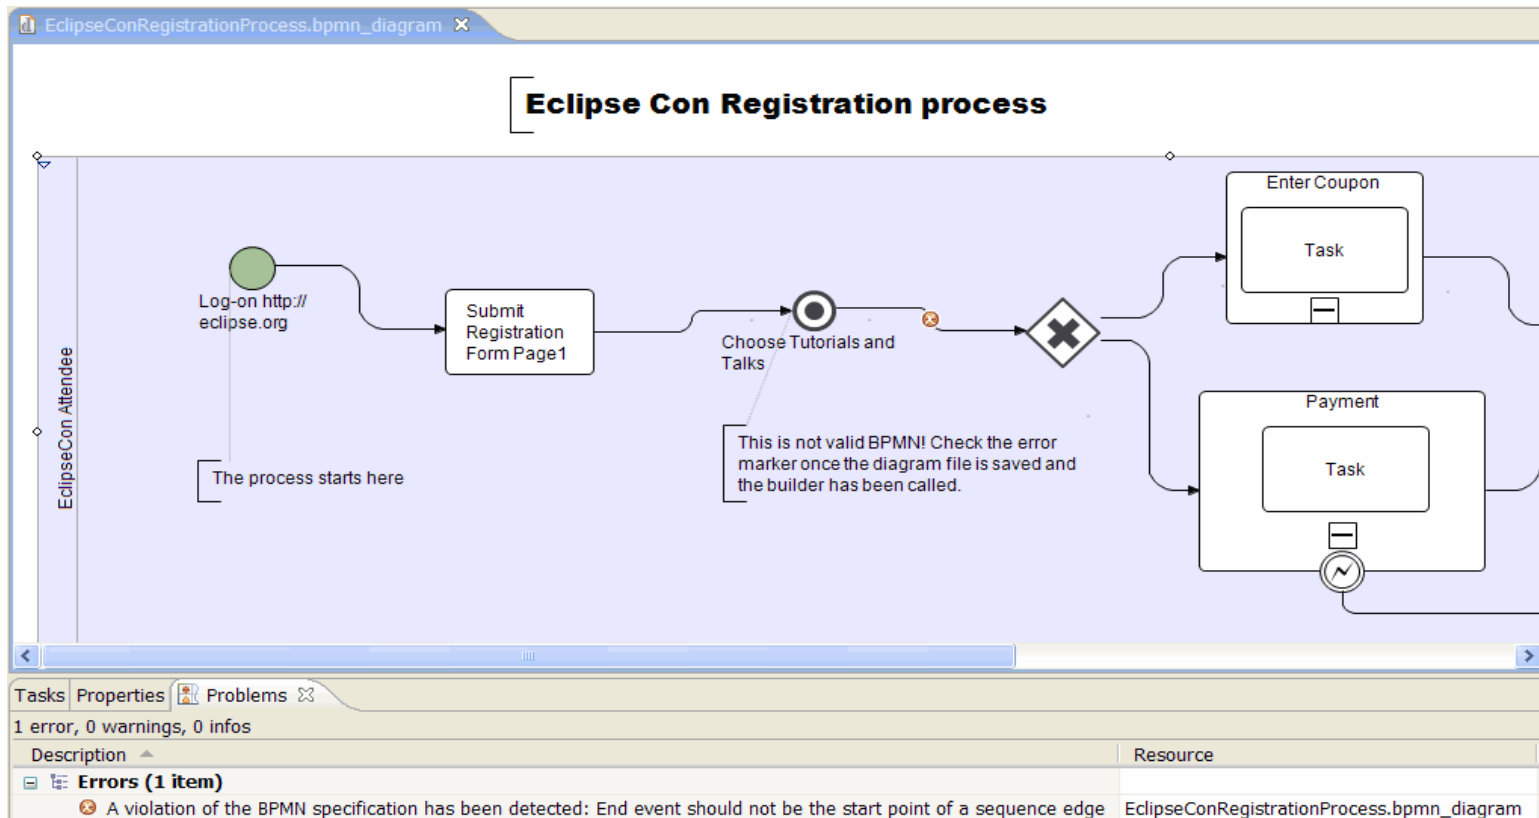 EclipseConRegistrationProcess.bpmn_diagram
Eclipse Con Registration process
EclipseCon Attendee
Log-on http://
eclipse.org
Submit
Registration
Form Page1
Choose Tutorials and
Talks
Enter Coupon
Task
Payment
Task
The process starts here
This is not valid BPMN! Check the error
marker once the diagram file is saved and
the builder has been called.
Tasks Properties Problems
1 error, 0 warnings, 0 infos
Description Resource
Errors (1 item)
A violation of the BPMN specification has been detected: End event should not be the start point of a sequence edge EclipseConRegistrationProcess.bpmn_diagram